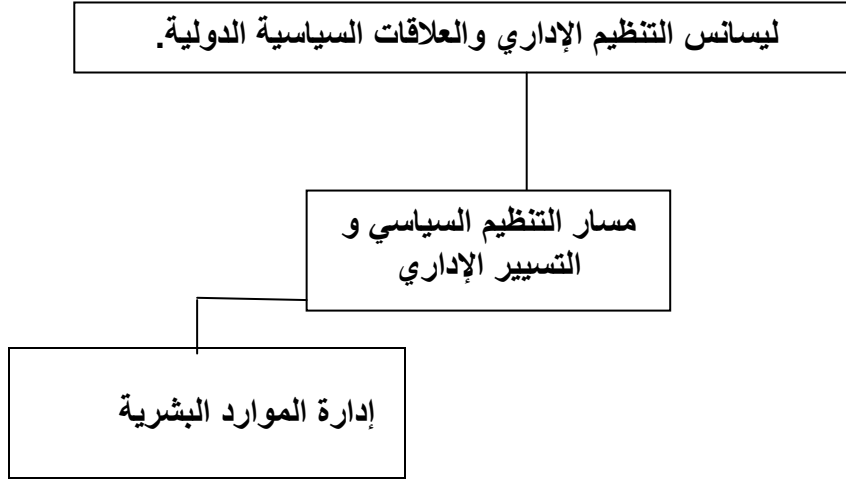 ليسانس التنظيم الإداري والعلاقات السياسية الدولية.
مسار التنظيم السياسي و
التسيير الإداري
إدارة الموارد البشرية